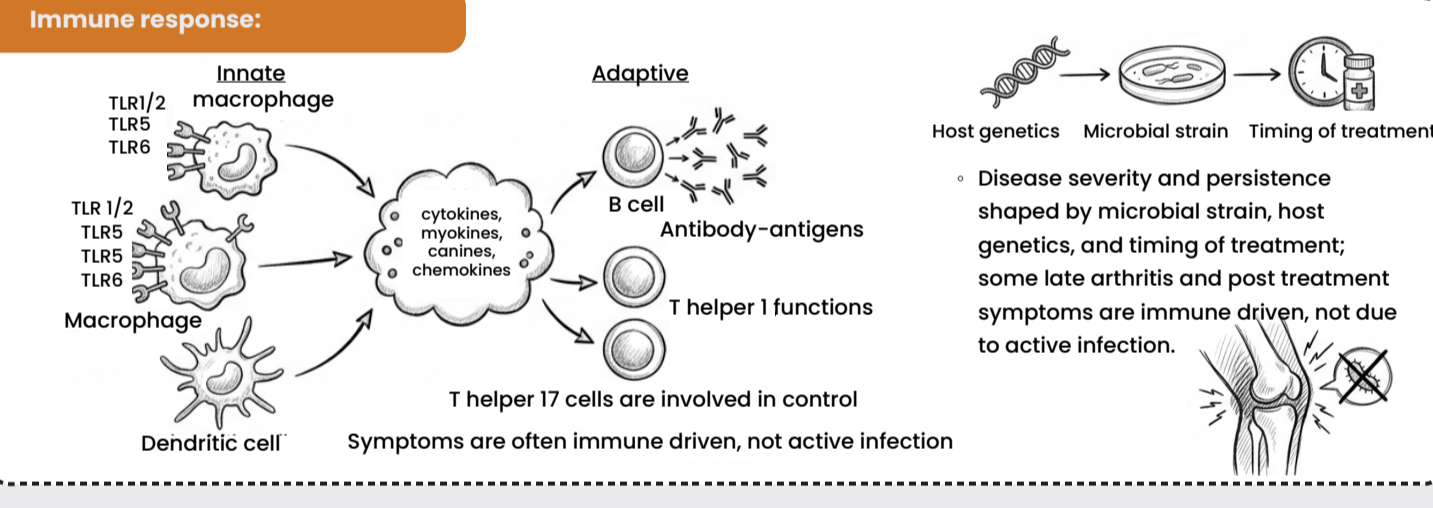 Immune response:
Innate
macrophage
TLR1/2
TLR5
TLR6
TLR 1/2
TLR5
TLR5
TLR6
Macrophage
Dendritic cell
cytokines,
myokines,
canines,
chemokines
Adaptive
B cell
Antibody-antigens
T helper 1 functions
T helper 17 cells are involved in control
Symptoms are often immune driven, not active infection
Host genetics
Microbial strain
Timing of treatment
◦ Disease severity and persistence
shaped by microbial strain, host
genetics, and timing of treatment;
some late arthritis and post treatment
symptoms are immune driven, not due
to active infection.